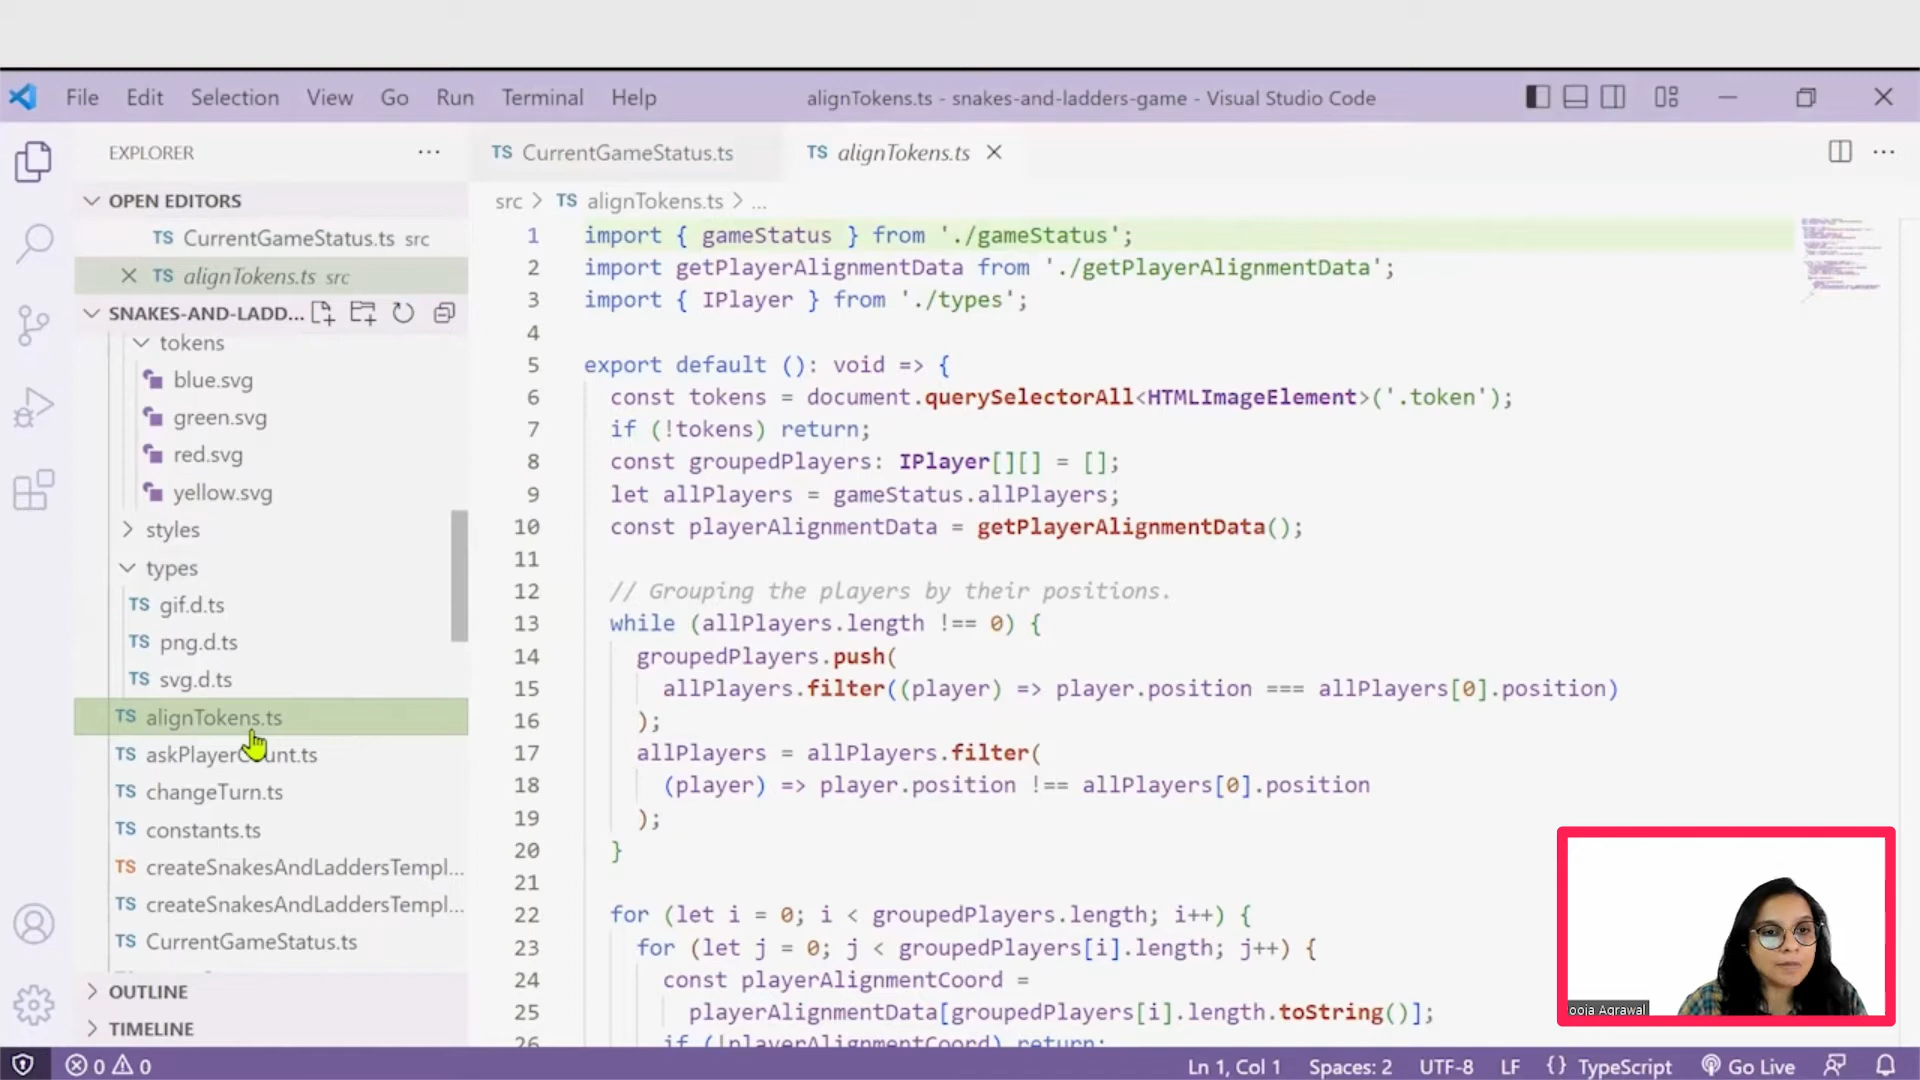 File Edit Selection View Go Run Terminal Help
alignTokens.ts - snakes-and-ladders-game - Visual Studio Code
EXPLORER
OPEN EDITORS
TS CurrentGameStatus.ts src
TS alignTokens.ts src
SNAKES-AND-LADD...
tokens
blue.svg
green.svg
red.svg
yellow.svg
styles
types
TS gif.d.ts
TS png.d.ts
TS svg.d.ts
TS alignTokens.ts
TS askPlayerCount.ts
TS changeTurn.ts
TS constants.ts
TS createSnakesAndLaddersTempl...
TS createSnakesAndLaddersTempl...
TS CurrentGameStatus.ts
OUTLINE
TIMELINE
TS CurrentGameStatus.ts
TS alignTokens.ts
src > TS alignTokens.ts > ...
1 import { gameStatus } from './gameStatus';
2 import getPlayerAlignmentData from './getPlayerAlignmentData';
3 import { IPlayer } from './types';
4
5 export default (): void => {
6 const tokens = document.querySelectorAll<HTMLImageElement>('.token');
7 if (!tokens) return;
8 const groupedPlayers: IPlayer[][] = [];
9 let allPlayers = gameStatus.allPlayers;
10 const playerAlignmentData = getPlayerAlignmentData();
11
12 // Grouping the players by their positions.
13 while (allPlayers.length !== 0) {
14 groupedPlayers.push(
15 allPlayers.filter((player) => player.position === allPlayers[0].position)
16 );
17 allPlayers = allPlayers.filter(
18 (player) => player.position !== allPlayers[0].position
19 );
20 }
21
22 for (let i = 0; i < groupedPlayers.length; i++) {
23 for (let j = 0; j < groupedPlayers[i].length; j++) {
24 const playerAlignmentCoord =
25 playerAlignmentData[groupedPlayers[i].length.toString()];
26 if (!playerAlignmentCoord) return;
ooja Agrawal
0 0
Ln 1, Col 1 Spaces: 2 UTF-8 LF {} TypeScript Go Live